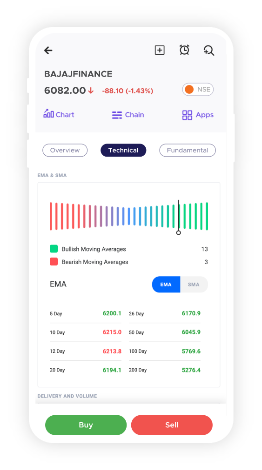 BAJAJFINANCE
6082.00 -88.10 (-1.43%) NSE
Chart Chain Apps
Overview Technical Fundamental
EMA & SMA
Bullish Moving Averages 13
Bearish Moving Averages 3
EMA EMA SMA
5 Day 6200.1 26 Day 6170.9
10 Day 6215.0 50 Day 6045.9
12 Day 6213.8 100 Day 5769.6
20 Day 6194.1 200 Day 5276.4
DELIVERY AND VOLUME
Buy Sell